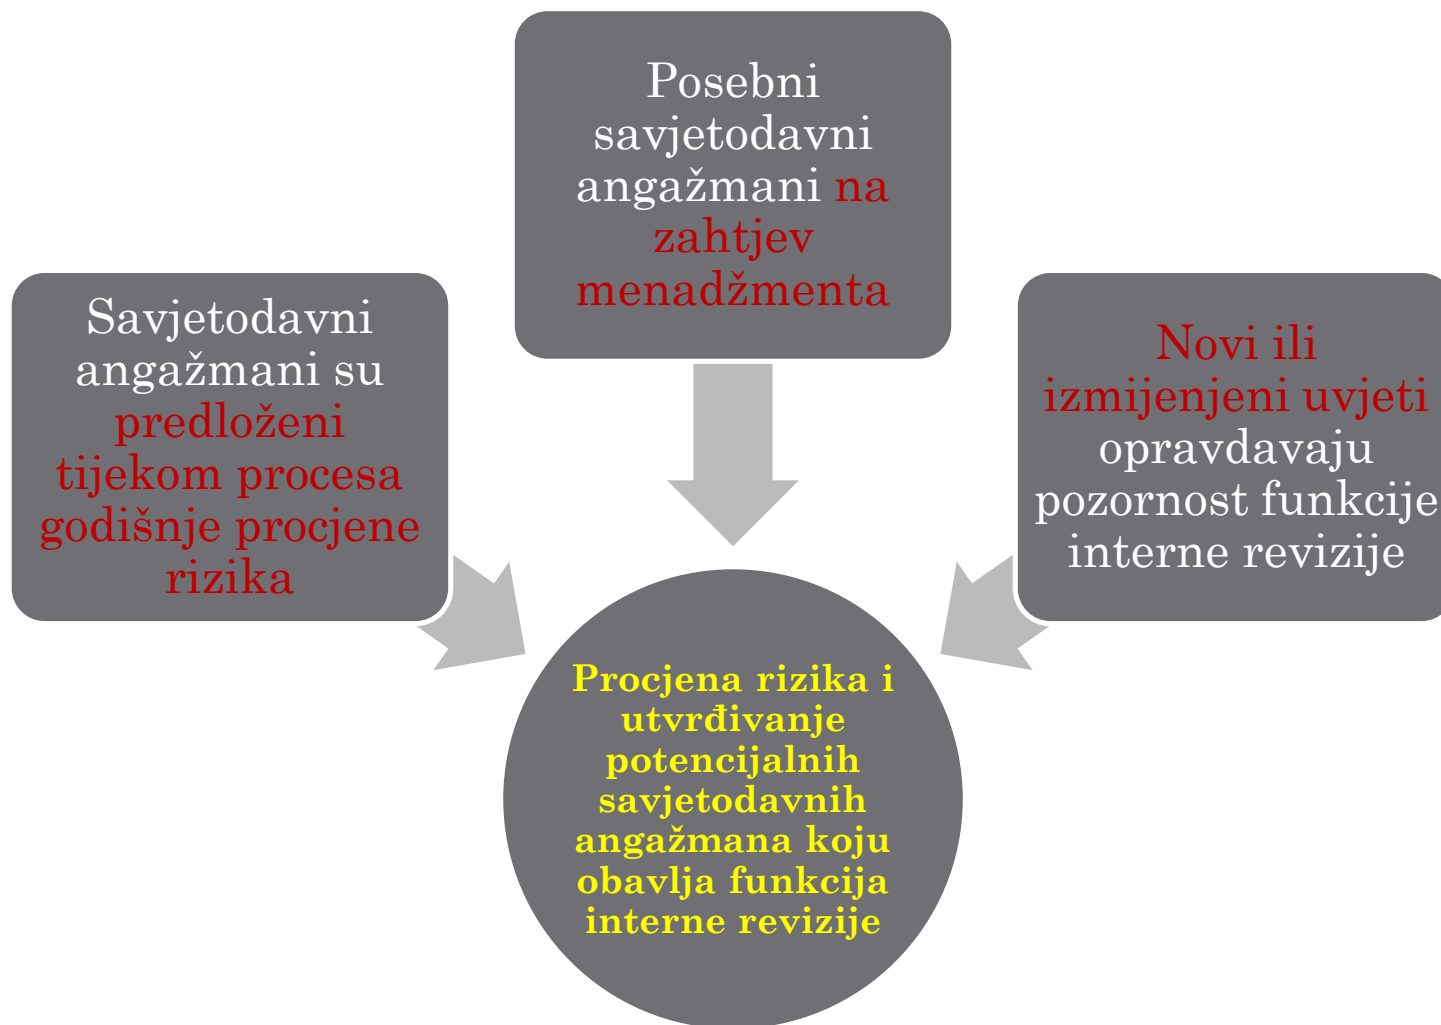 Posebni
savjetodavni
angažmani na
zahtjev
menadžmenta
Savjetodavni
angažmani su
predloženi
tijekom procesa
godišnje procjene
rizika
Novi ili
izmijenjeni uvjeti
opravdavaju
pozornost funkcije
interne revizije
Procjena rizika i
utvrđivanje
potencijalnih
savjetodavnih
angažmana koju
obavlja funkcija
interne revizije